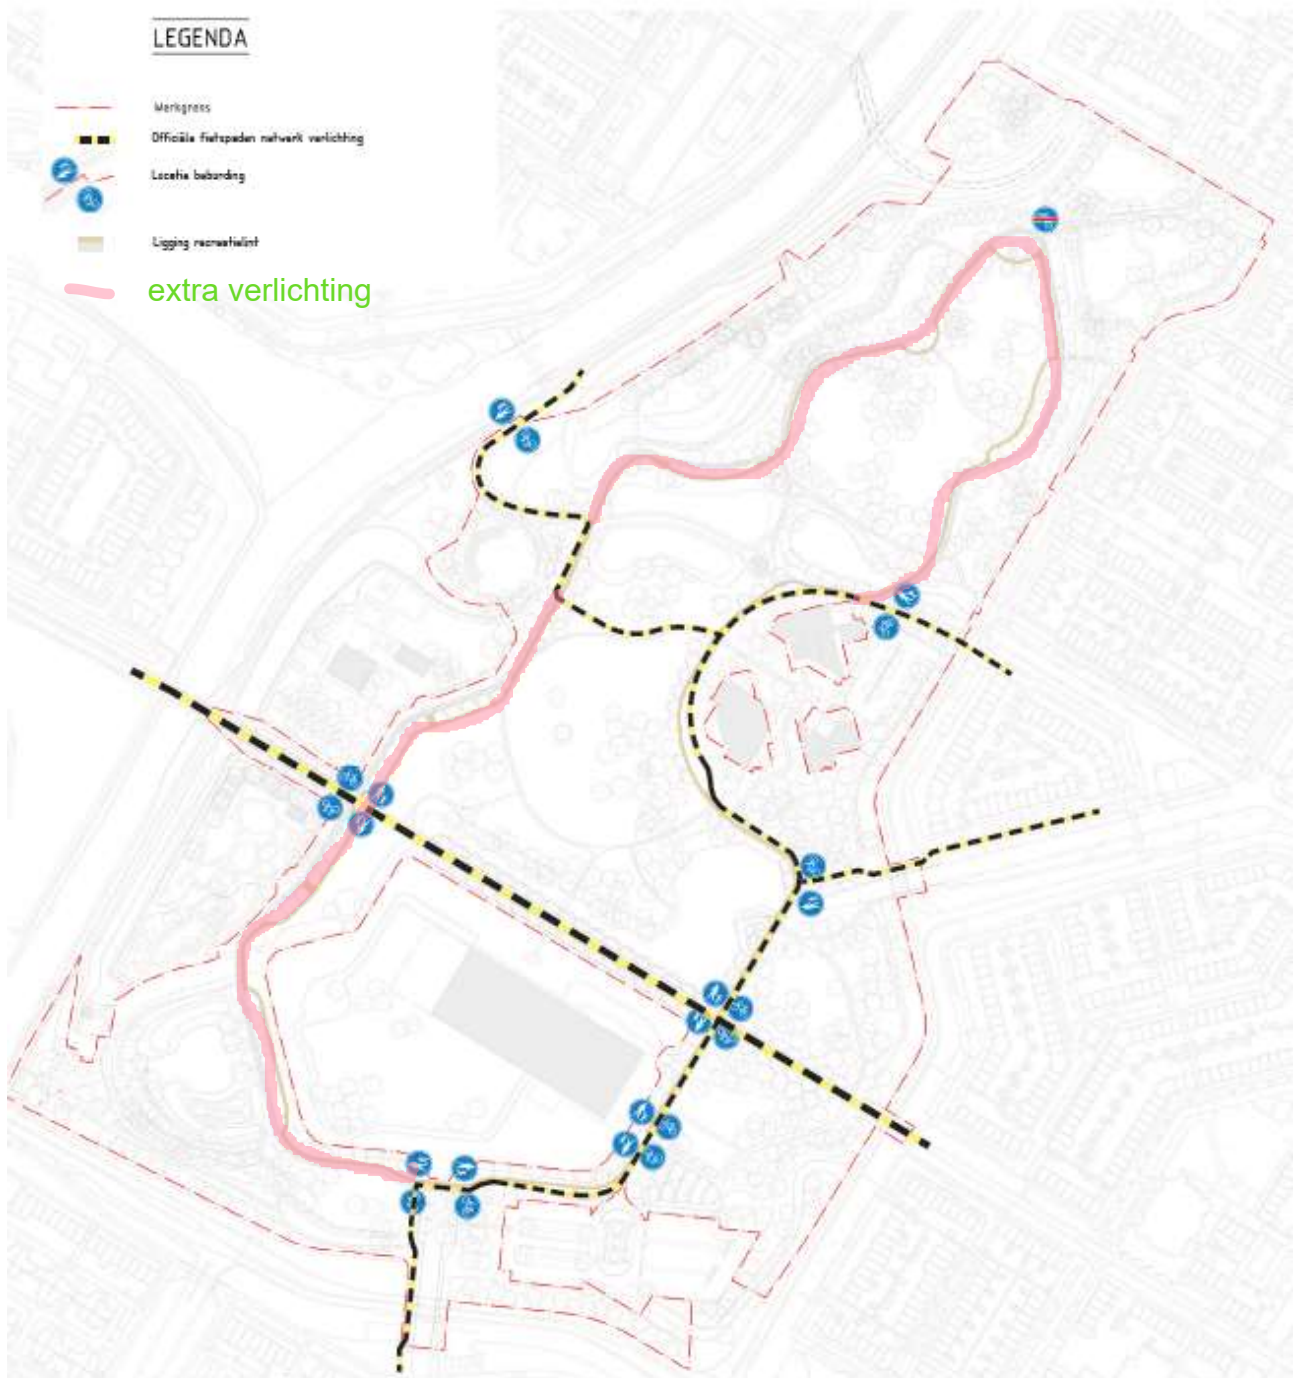 LEGENDA
Werkgrens
Officiële fietspaden netwerk verlichting
Locatie bebording
Ligging recreatielint
extra verlichting